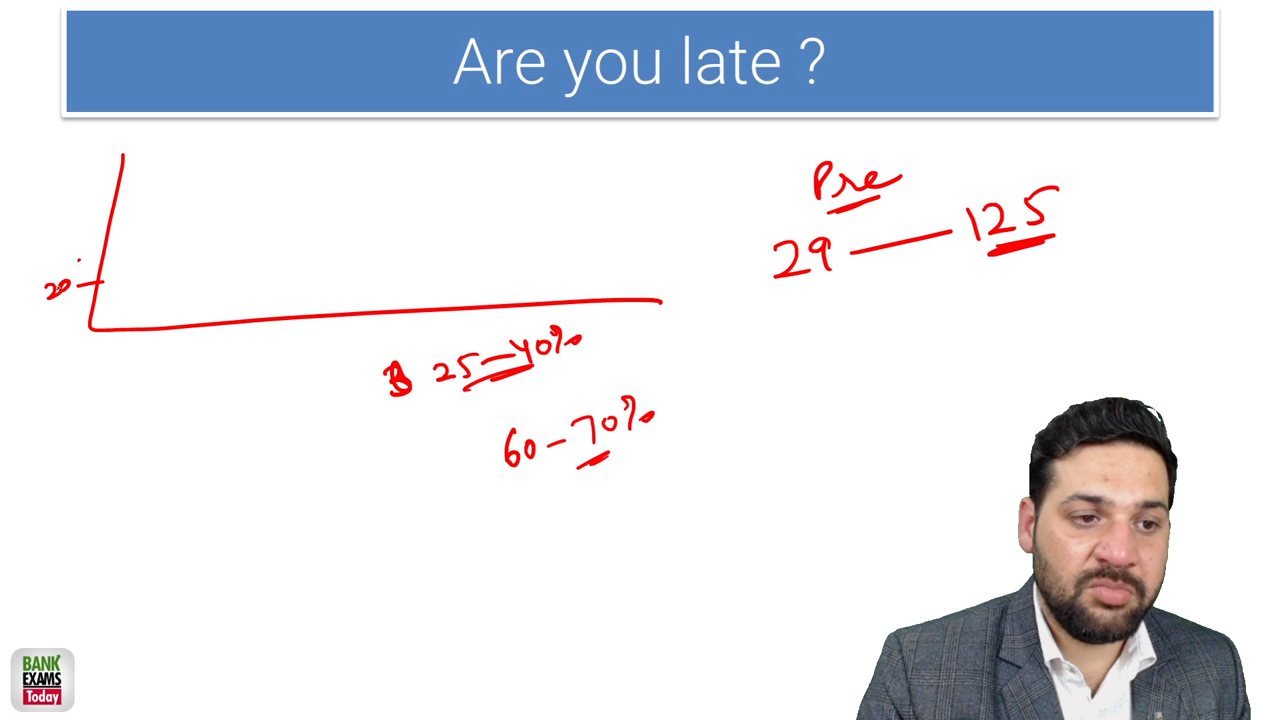 Are you late ?
Pre
29 — 125
20
25 — 40%
60 - 70%
BANK
EXAMS
Today